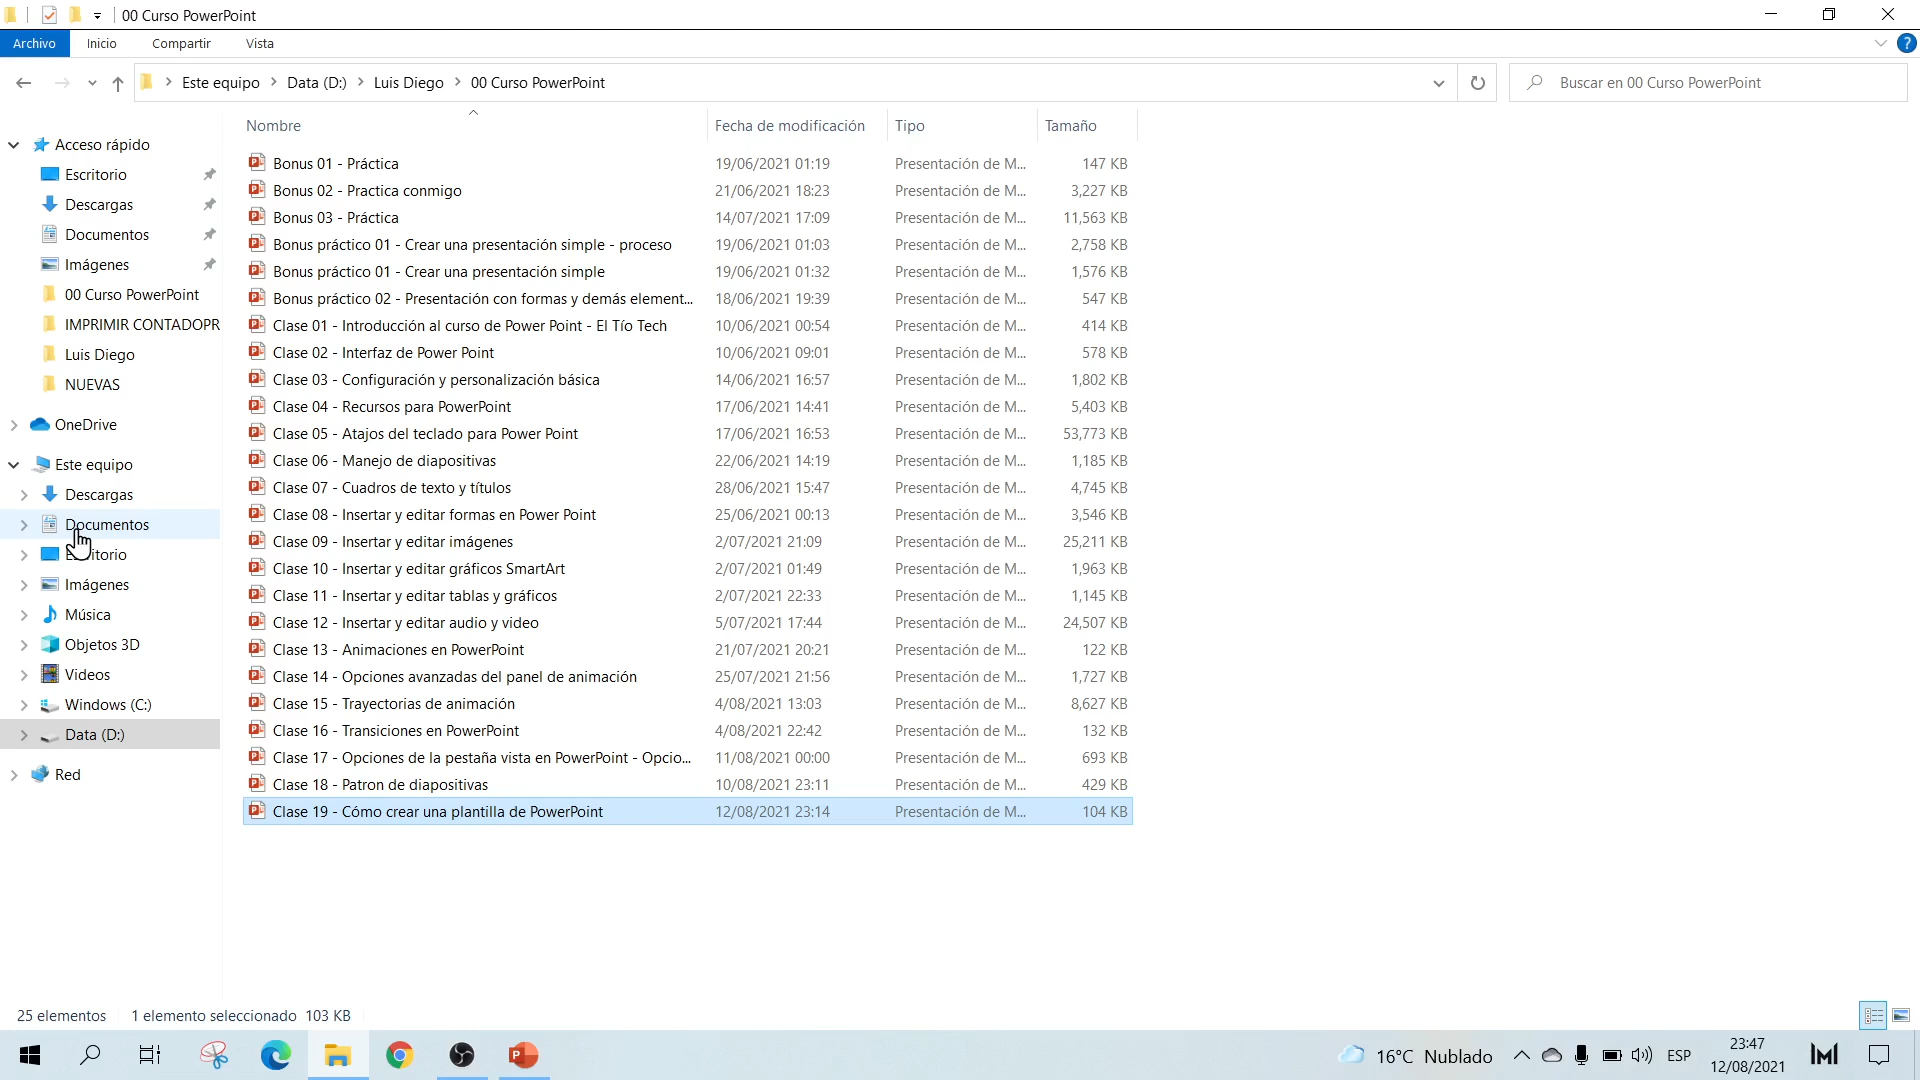 00 Curso PowerPoint
Archivo Inicio Compartir Vista
Este equipo > Data (D:) > Luis Diego > 00 Curso PowerPoint
Buscar en 00 Curso PowerPoint
Nombre Fecha de modificación Tipo Tamaño
Acceso rápido
Escritorio
Descargas
Documentos
Imágenes
00 Curso PowerPoint
IMPRIMIR CONTADOPR
Luis Diego
NUEVAS
OneDrive
Este equipo
Descargas
Documentos
Imágenes
Música
Objetos 3D
Videos
Windows (C:)
Data (D:)
Red
Bonus 01 - Práctica 19/06/2021 01:19 Presentación de M... 147 KB
Bonus 02 - Practica conmigo 21/06/2021 18:23 Presentación de M... 3,227 KB
Bonus 03 - Práctica 14/07/2021 17:09 Presentación de M... 11,563 KB
Bonus práctico 01 - Crear una presentación simple - proceso 19/06/2021 01:03 Presentación de M... 2,758 KB
Bonus práctico 01 - Crear una presentación simple 19/06/2021 01:32 Presentación de M... 1,576 KB
Bonus práctico 02 - Presentación con formas y demás element... 18/06/2021 19:39 Presentación de M... 547 KB
Clase 01 - Introducción al curso de Power Point - El Tío Tech 10/06/2021 00:54 Presentación de M... 414 KB
Clase 02 - Interfaz de Power Point 10/06/2021 09:01 Presentación de M... 578 KB
Clase 03 - Configuración y personalización básica 14/06/2021 16:57 Presentación de M... 1,802 KB
Clase 04 - Recursos para PowerPoint 17/06/2021 14:41 Presentación de M... 5,403 KB
Clase 05 - Atajos del teclado para Power Point 17/06/2021 16:53 Presentación de M... 53,773 KB
Clase 06 - Manejo de diapositivas 22/06/2021 14:19 Presentación de M... 1,185 KB
Clase 07 - Cuadros de texto y títulos 28/06/2021 15:47 Presentación de M... 4,745 KB
Clase 08 - Insertar y editar formas en Power Point 25/06/2021 00:13 Presentación de M... 3,546 KB
Clase 09 - Insertar y editar imágenes 2/07/2021 21:09 Presentación de M... 25,211 KB
Clase 10 - Insertar y editar gráficos SmartArt 2/07/2021 01:49 Presentación de M... 1,963 KB
Clase 11 - Insertar y editar tablas y gráficos 2/07/2021 22:33 Presentación de M... 1,145 KB
Clase 12 - Insertar y editar audio y video 5/07/2021 17:44 Presentación de M... 24,507 KB
Clase 13 - Animaciones en PowerPoint 21/07/2021 20:21 Presentación de M... 122 KB
Clase 14 - Opciones avanzadas del panel de animación 25/07/2021 21:56 Presentación de M... 1,727 KB
Clase 15 - Trayectorias de animación 4/08/2021 13:03 Presentación de M... 8,627 KB
Clase 16 - Transiciones en PowerPoint 4/08/2021 22:42 Presentación de M... 132 KB
Clase 17 - Opciones de la pestaña vista en PowerPoint - Opcio... 11/08/2021 00:00 Presentación de M... 693 KB
Clase 18 - Patron de diapositivas 10/08/2021 23:11 Presentación de M... 429 KB
Clase 19 - Cómo crear una plantilla de PowerPoint 12/08/2021 23:14 Presentación de M... 104 KB
25 elementos 1 elemento seleccionado 103 KB
16°C Nublado ESP 23:47
12/08/2021